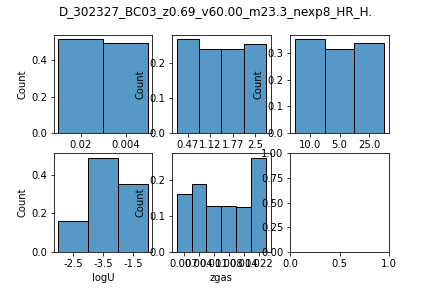 D_302327_BC03_z0.69_v60.00_m23.3_nexp8_HR_H.
0.4
0.2
0.0
Count
0.02 0.004
0.2
0.1
0.0
Count
0.47 1.12 1.77 2.5
0.3
0.2
0.1
0.0
Count
10.0 5.0 25.0
0.4
0.2
0.0
Count
-2.5 -3.5 -1.5
logU
0.2
0.1
0.0
Count
zgas
1.00
0.75
0.50
0.25
0.00
0.0 0.5 1.0